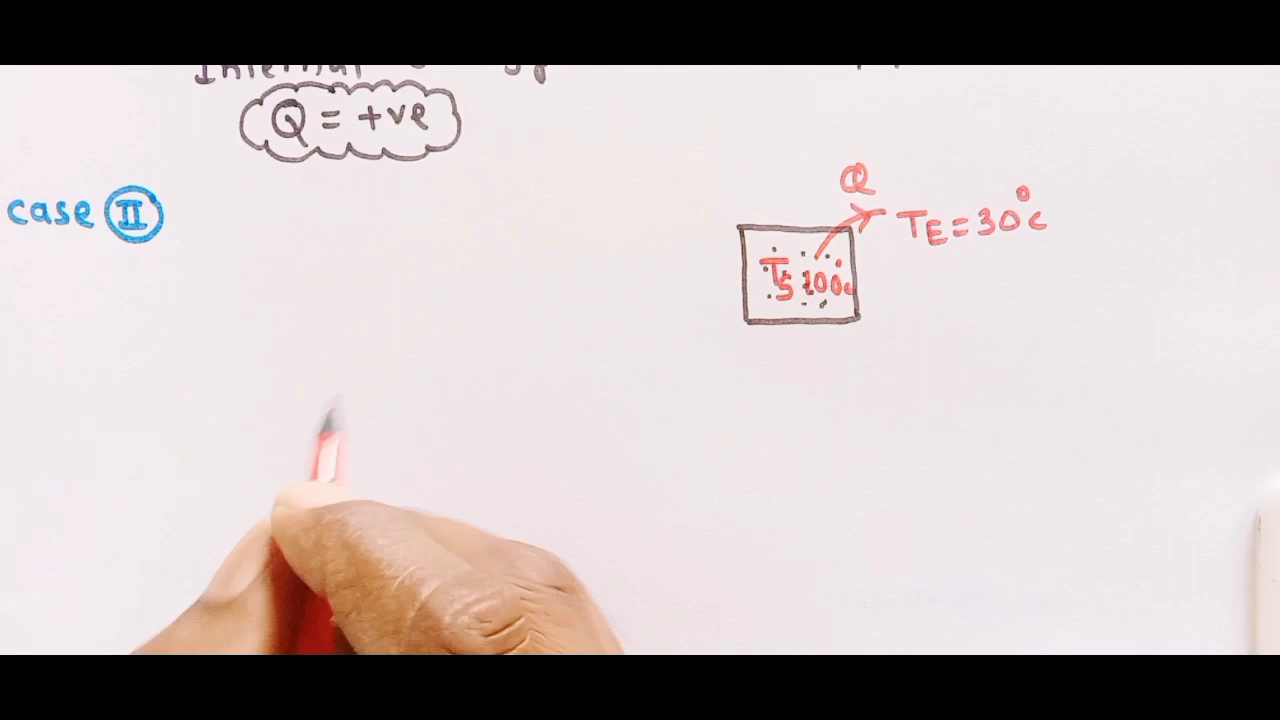 Q = +ve
case II
Q
TE = 30°C
TS 100°C